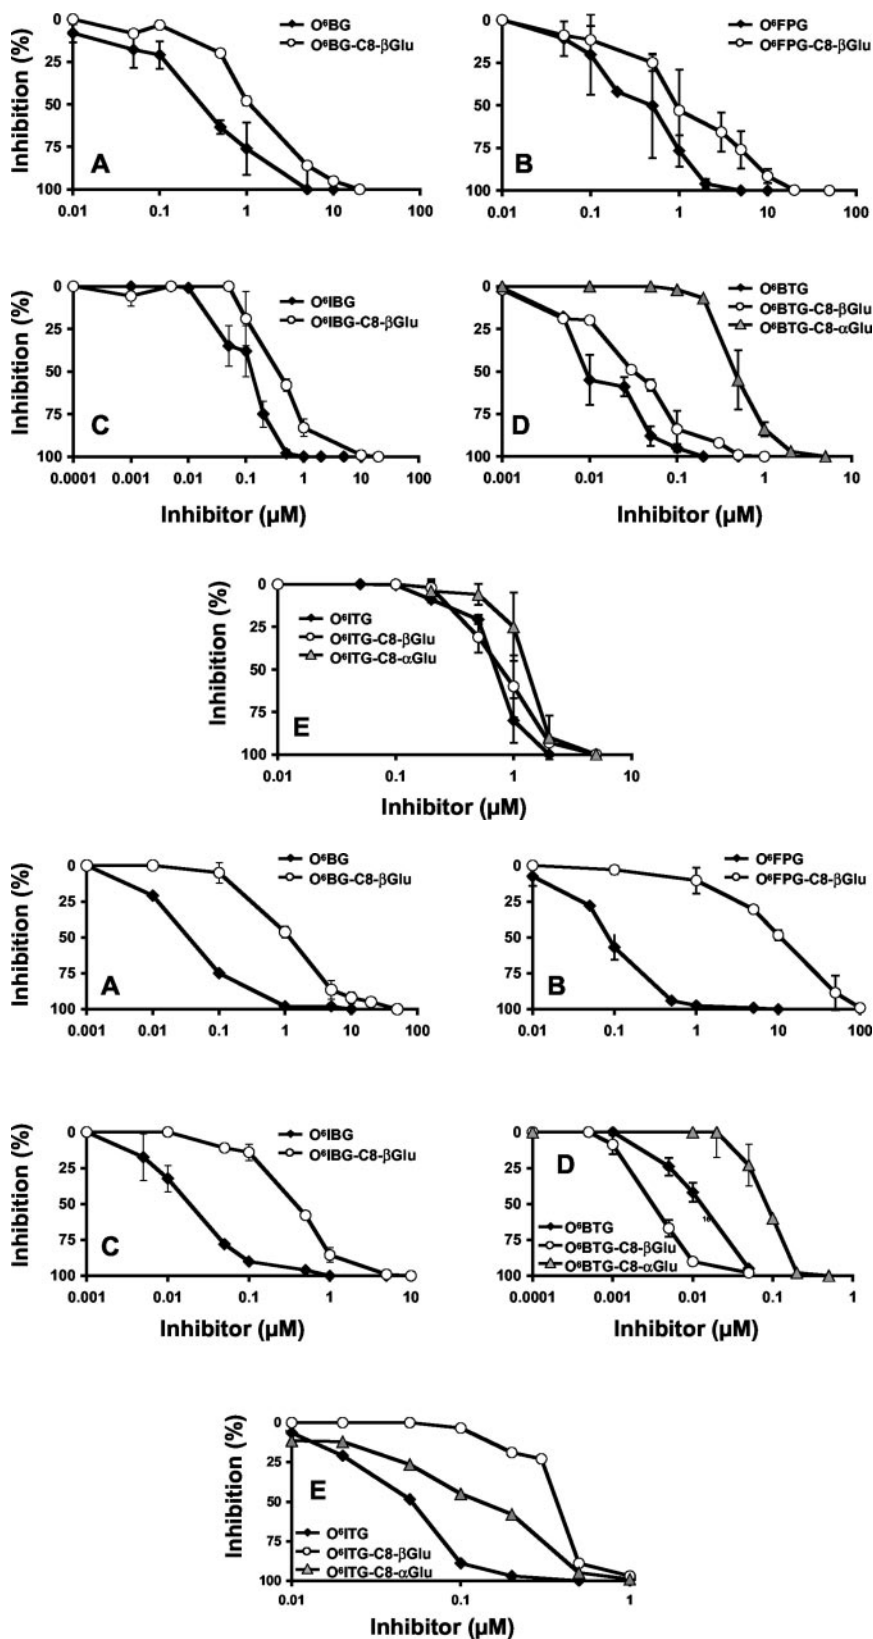 O⁶BG
O⁶BG-C8-βGlu
Inhibition (%)
0
25
50
75
100
A
0.01 0.1 1 10 100
O⁶FPG
O⁶FPG-C8-βGlu
Inhibition (%)
0
25
50
75
100
B
0.01 0.1 1 10 100
O⁶IBG
O⁶IBG-C8-βGlu
Inhibition (%)
0
25
50
75
100
C
0.0001 0.001 0.01 0.1 1 10 100
Inhibitor (µM)
O⁶BTG
O⁶BTG-C8-βGlu
O⁶BTG-C8-αGlu
Inhibition (%)
0
25
50
75
100
D
0.001 0.01 0.1 1 10
Inhibitor (µM)
Inhibition (%)
0
25
50
75
100
O⁶ITG
O⁶ITG-C8-βGlu
O⁶ITG-C8-αGlu
E
0.01 0.1 1 10
Inhibitor (µM)
O⁶BG
O⁶BG-C8-βGlu
Inhibition (%)
0
25
50
75
100
A
0.001 0.01 0.1 1 10 100
O⁶FPG
O⁶FPG-C8-βGlu
Inhibition (%)
0
25
50
75
100
B
0.01 0.1 1 10 100
O⁶IBG
O⁶IBG-C8-βGlu
Inhibition (%)
0
25
50
75
100
C
0.001 0.01 0.1 1 10
Inhibitor (µM)
Inhibition (%)
0
25
50
75
100
D
16
O⁶BTG
O⁶BTG-C8-βGlu
O⁶BTG-C8-αGlu
0.0001 0.001 0.01 0.1 1
Inhibitor (µM)
Inhibition (%)
0
25
50
75
100
E
O⁶ITG
O⁶ITG-C8-βGlu
O⁶ITG-C8-αGlu
0.01 0.1 1
Inhibitor (µM)